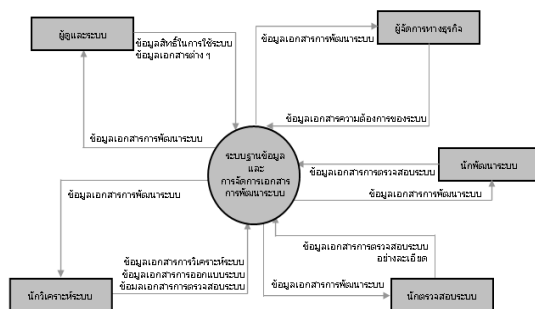 ผู้ดูแลระบบ
ผู้จัดการทางธุรกิจ
ข้อมูลสิทธิ์ในการใช้ระบบ
ข้อมูลเอกสารต่าง ๆ
ข้อมูลเอกสารการพัฒนาระบบ
ข้อมูลเอกสารความต้องการของระบบ
ข้อมูลเอกสารการพัฒนาระบบ
ระบบฐานข้อมูล
และ
การจัดการเอกสาร
การพัฒนาระบบ
นักพัฒนาระบบ
ข้อมูลเอกสารการตรวจสอบระบบ
ข้อมูลเอกสารการพัฒนาระบบ
ข้อมูลเอกสารการพัฒนาระบบ
ข้อมูลเอกสารการตรวจสอบระบบ
อย่างละเอียด
ข้อมูลเอกสารการวิเคราะห์ระบบ
ข้อมูลเอกสารการออกแบบระบบ
ข้อมูลเอกสารการตรวจสอบระบบ
ข้อมูลเอกสารการพัฒนาระบบ
นักวิเคราะห์ระบบ
นักตรวจสอบระบบ